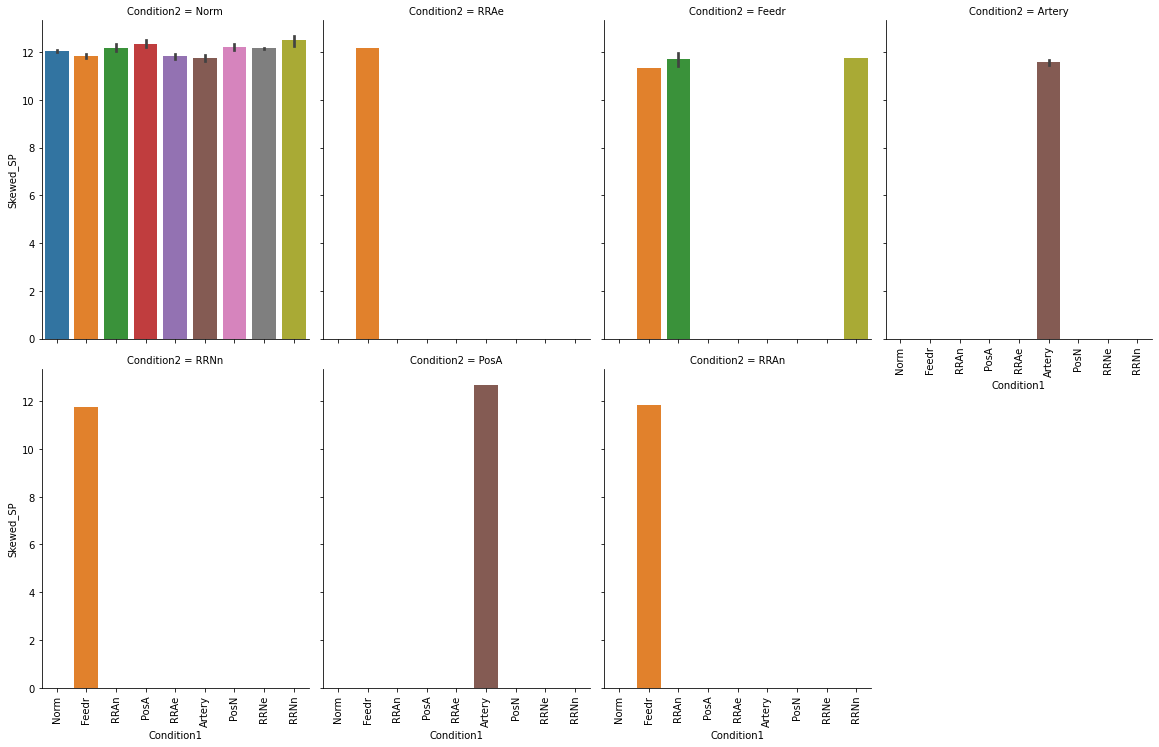 Condition2 = Norm
Condition2 = RRAe
Condition2 = Feedr
Condition2 = Artery
12
10
8
6
4
2
0
Skewed_SP
Norm
Feedr
RRAn
PosA
RRAe
Artery
PosN
RRNe
RRNn
Condition1
Condition2 = RRNn
Condition2 = PosA
Condition2 = RRAn
12
10
8
6
4
2
0
Skewed_SP
Norm
Feedr
RRAn
PosA
RRAe
Artery
PosN
RRNe
RRNn
Condition1
Norm
Feedr
RRAn
PosA
RRAe
Artery
PosN
RRNe
RRNn
Condition1
Norm
Feedr
RRAn
PosA
RRAe
Artery
PosN
RRNe
RRNn
Condition1